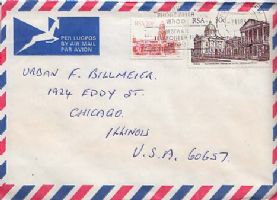 PER LUGPOS
BY AIR MAIL
PAR AVION
RSA
RSA
URBAN F. BILLMEIER.
1924 EDDY ST.
CHICAGO.
ILLINOIS
U.S.A. 60657.